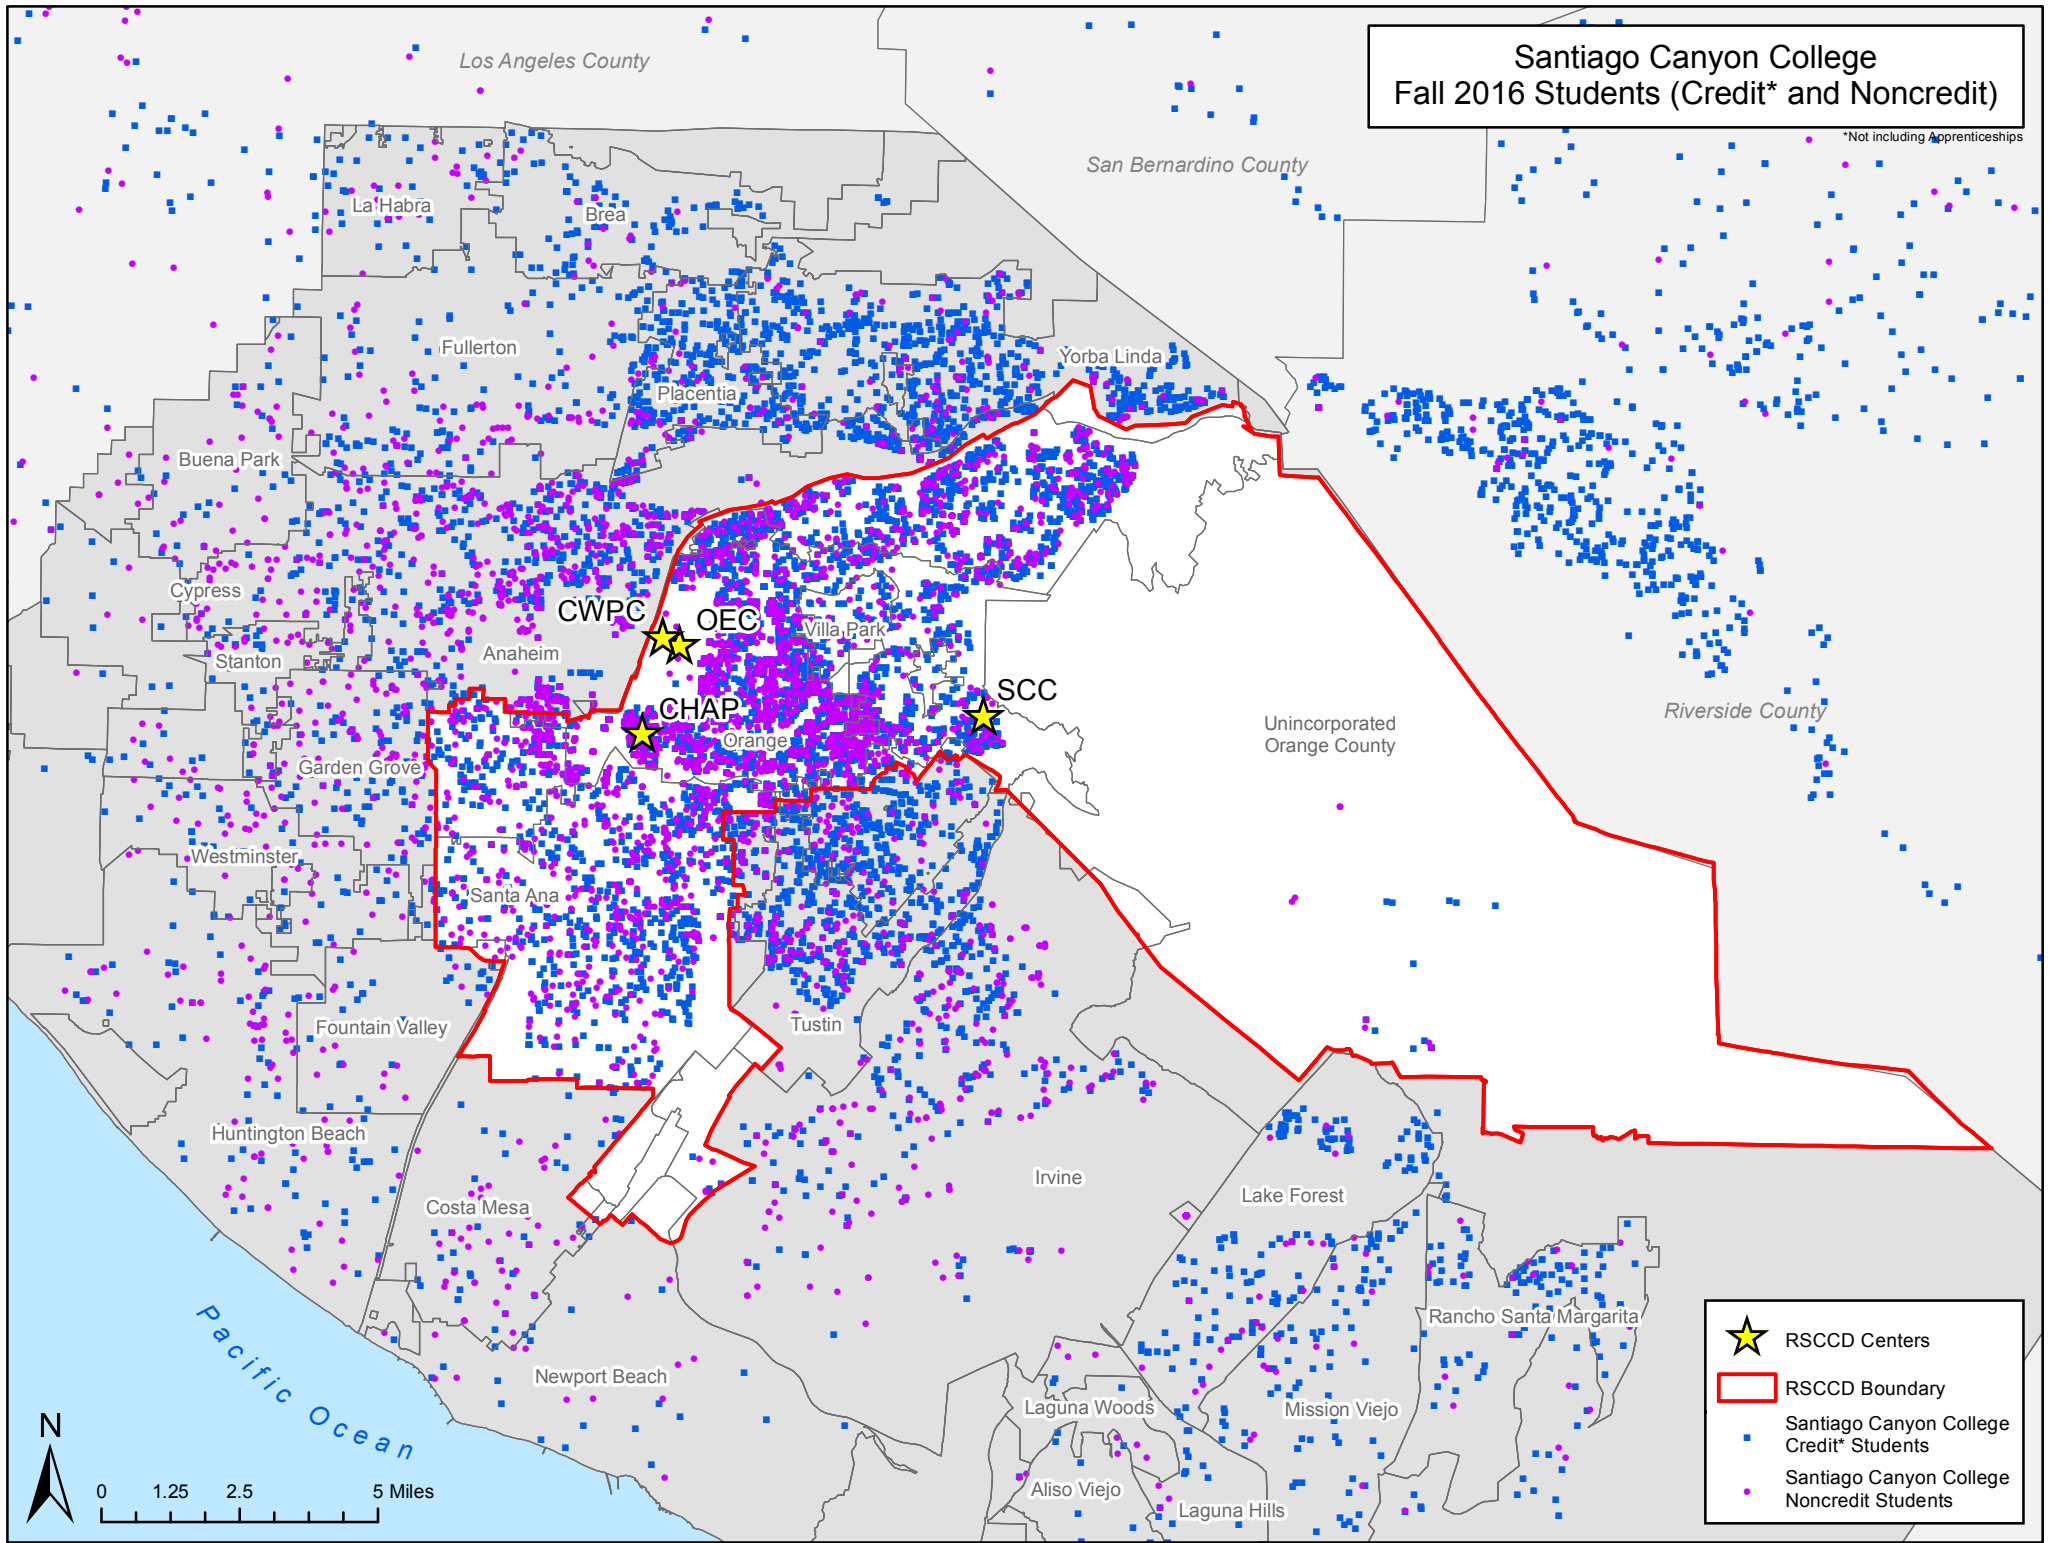 Santiago Canyon College
Fall 2016 Students (Credit* and Noncredit)
*Not including Apprenticeships
Los Angeles County
San Bernardino County
La Habra
Brea
Fullerton
Yorba Linda
Placentia
Buena Park
Cypress
CWPC
OEC
Villa Park
Stanton
Anaheim
SCC
CHAP
Orange
Unincorporated
Orange County
Riverside County
Garden Grove
Westminster
Santa Ana
Fountain Valley
Tustin
Huntington Beach
Irvine
Lake Forest
Costa Mesa
Rancho Santa Margarita
Newport Beach
Laguna Woods
Mission Viejo
Aliso Viejo
Laguna Hills
Pacific Ocean
N
0 1.25 2.5 5 Miles
RSCCD Centers
RSCCD Boundary
Santiago Canyon College
Credit* Students
Santiago Canyon College
Noncredit Students